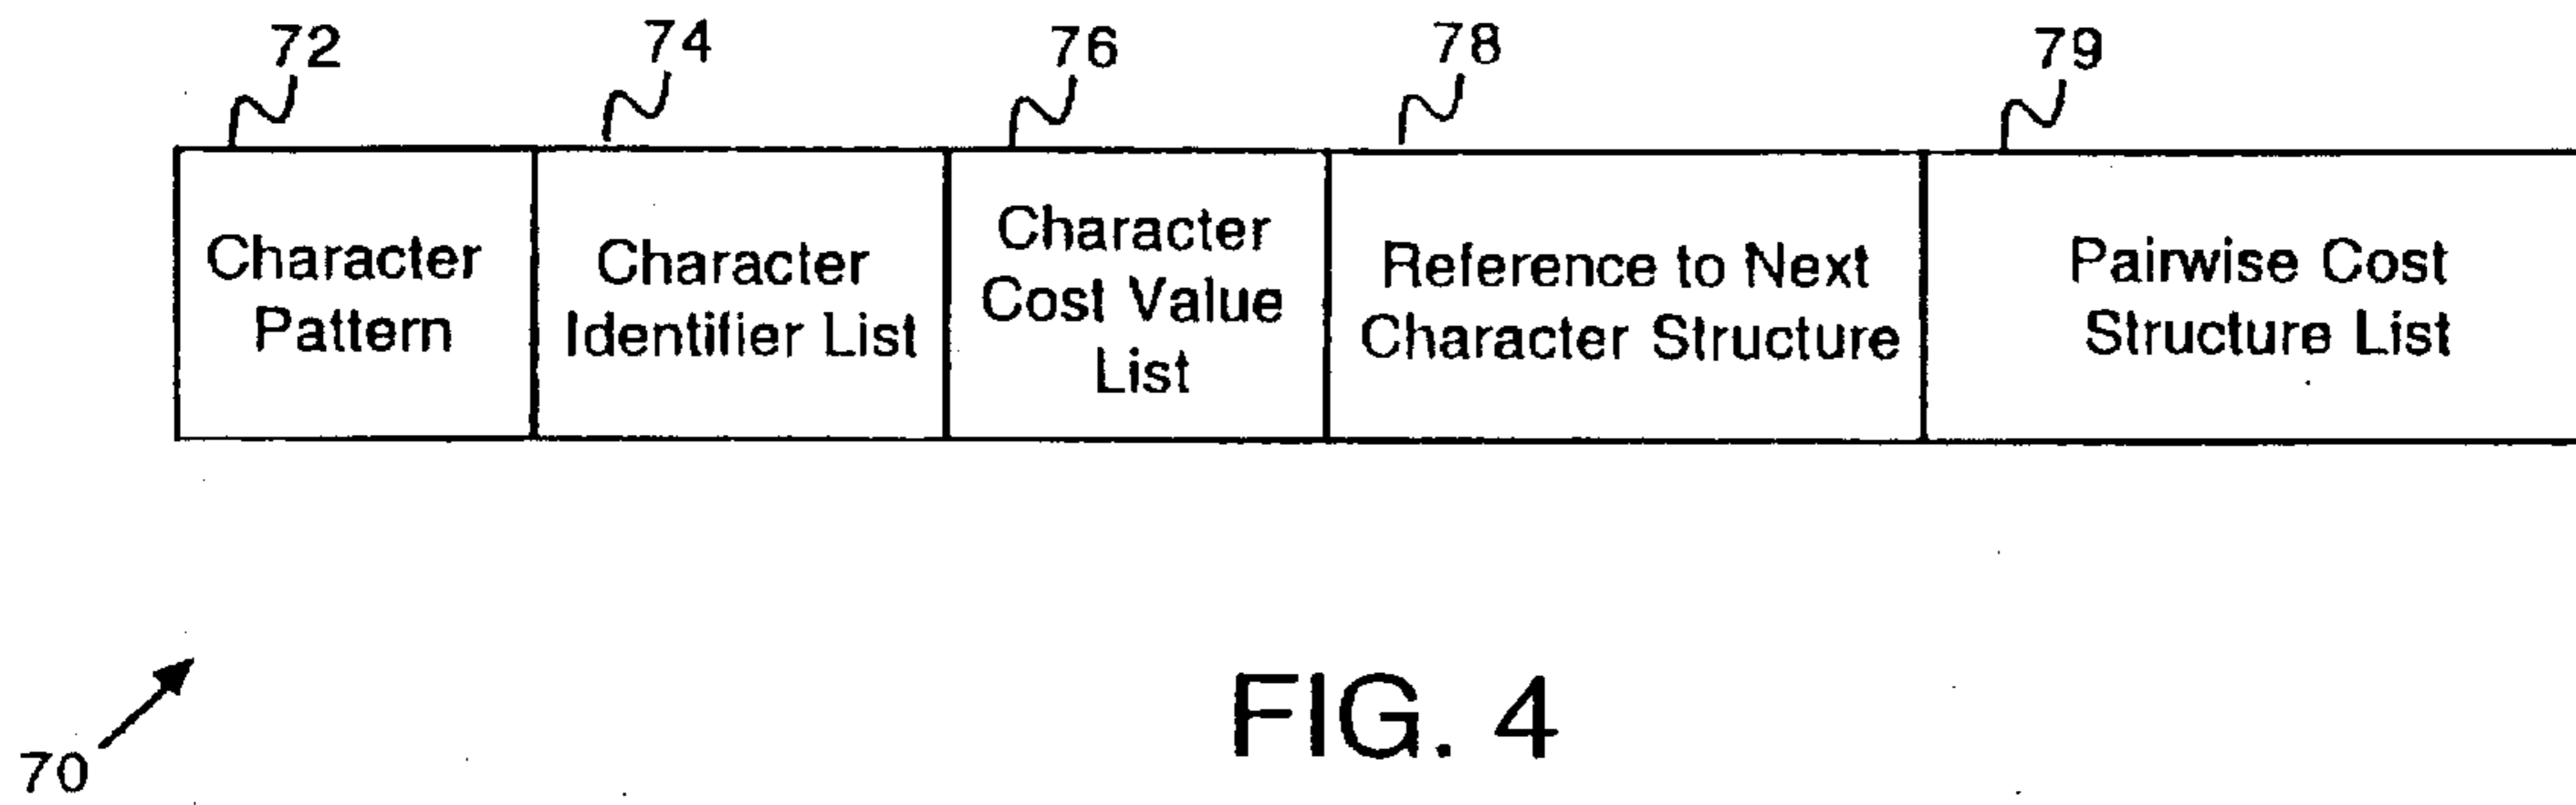 72
74
76
78
79
Character
Pattern
Character
Identifier List
Character
Cost Value
List
Reference to Next
Character Structure
Pairwise Cost
Structure List
70
FIG. 4